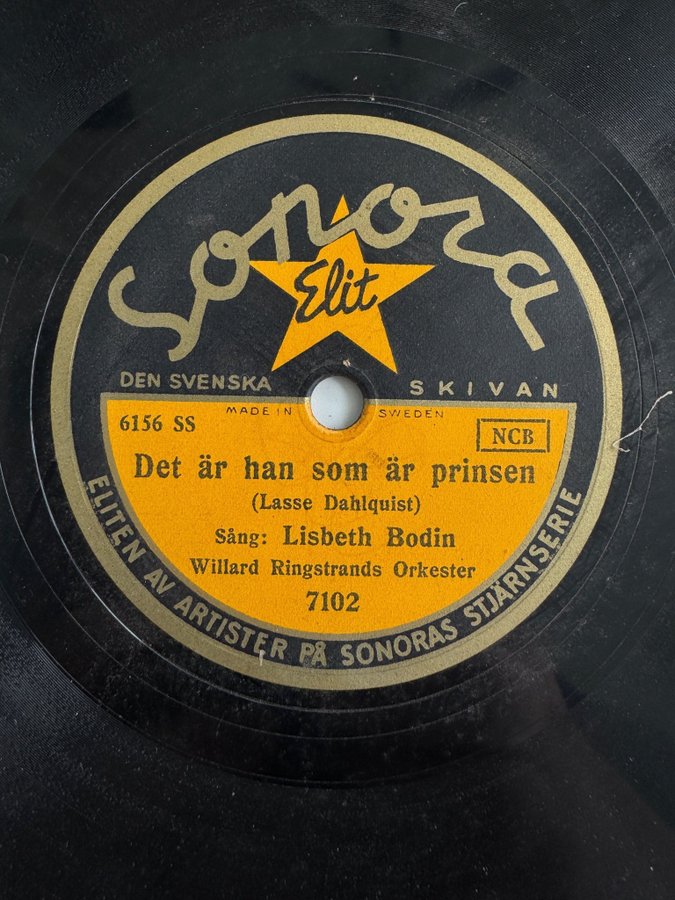 Sonora
Elit
DEN SVENSKA SKIVAN
MADE IN SWEDEN
6156 SS
NCB
Det är han som är prinsen
(Lasse Dahlquist)
Sång: Lisbeth Bodin
Willard Ringstrands Orkester
7102
ELITEN AV ARTISTER PÅ SONORAS STJÄRNSERIE